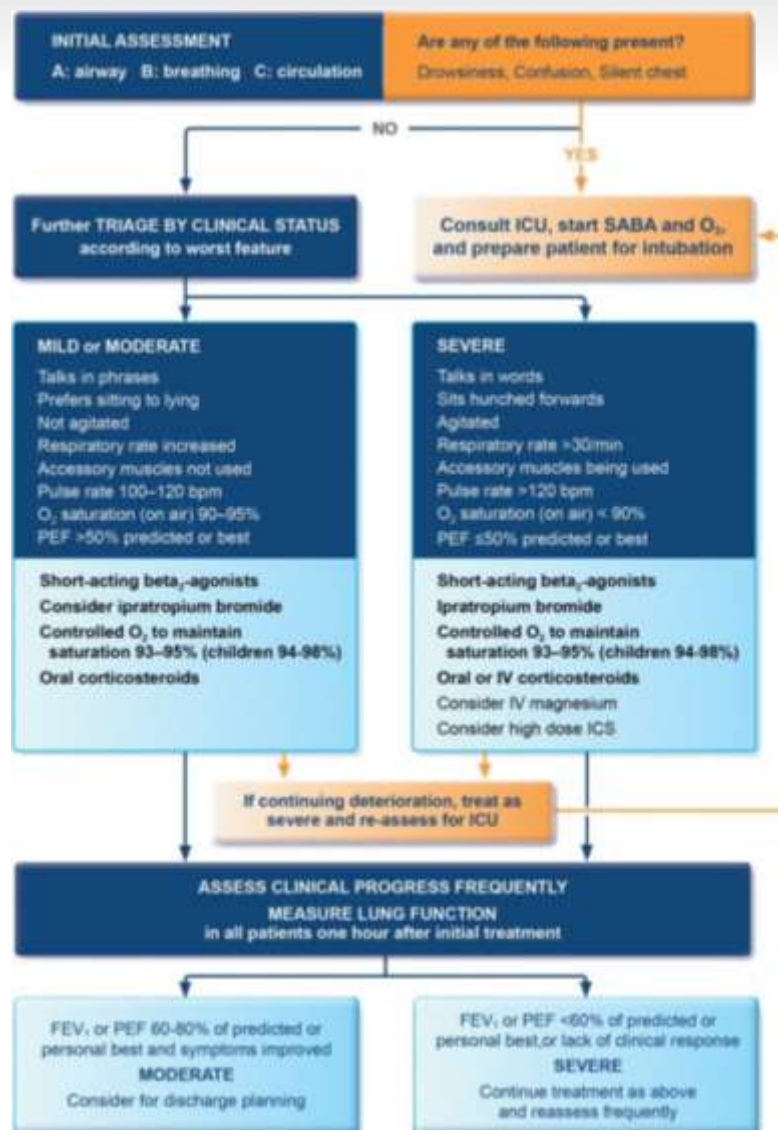 INITIAL ASSESSMENT
A: airway B: breathing C: circulation
Are any of the following present?
Drowsiness, Confusion, Silent chest
NO
YES
Further TRIAGE BY CLINICAL STATUS
according to worst feature
Consult ICU, start SABA and O₂,
and prepare patient for intubation
MILD or MODERATE
Talks in phrases
Prefers sitting to lying
Not agitated
Respiratory rate increased
Accessory muscles not used
Pulse rate 100–120 bpm
O₂ saturation (on air) 90–95%
PEF >50% predicted or best
SEVERE
Talks in words
Sits hunched forwards
Agitated
Respiratory rate >30/min
Accessory muscles being used
Pulse rate >120 bpm
O₂ saturation (on air) < 90%
PEF ≤50% predicted or best
Short-acting beta₂-agonists
Consider ipratropium bromide
Controlled O₂ to maintain
saturation 93–95% (children 94-98%)
Oral corticosteroids
Short-acting beta₂-agonists
Ipratropium bromide
Controlled O₂ to maintain
saturation 93–95% (children 94-98%)
Oral or IV corticosteroids
Consider IV magnesium
Consider high dose ICS
If continuing deterioration, treat as
severe and re-assess for ICU
ASSESS CLINICAL PROGRESS FREQUENTLY
MEASURE LUNG FUNCTION
in all patients one hour after initial treatment
FEV₁ or PEF 60-80% of predicted or
personal best and symptoms improved
MODERATE
Consider for discharge planning
FEV₁ or PEF <60% of predicted or
personal best,or lack of clinical response
SEVERE
Continue treatment as above
and reassess frequently